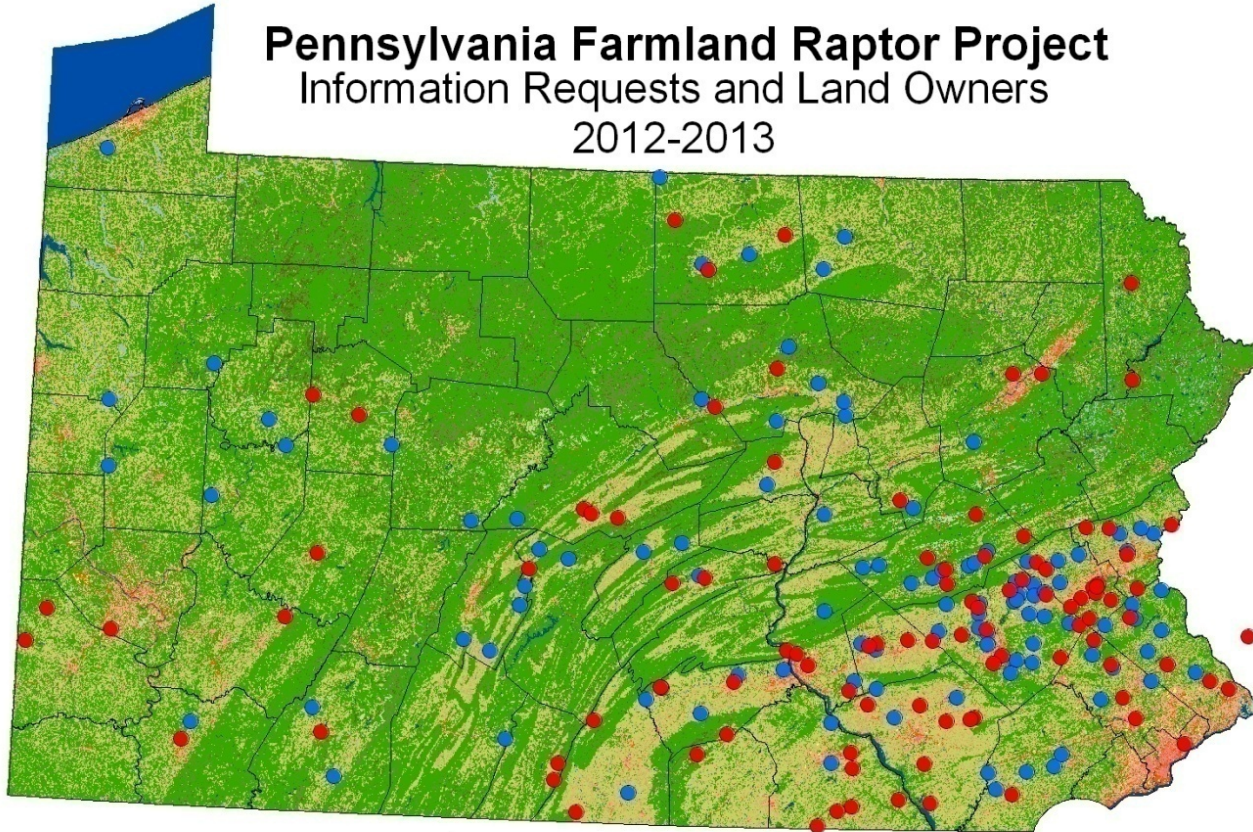 Pennsylvania Farmland Raptor Project
Information Requests and Land Owners
2012-2013